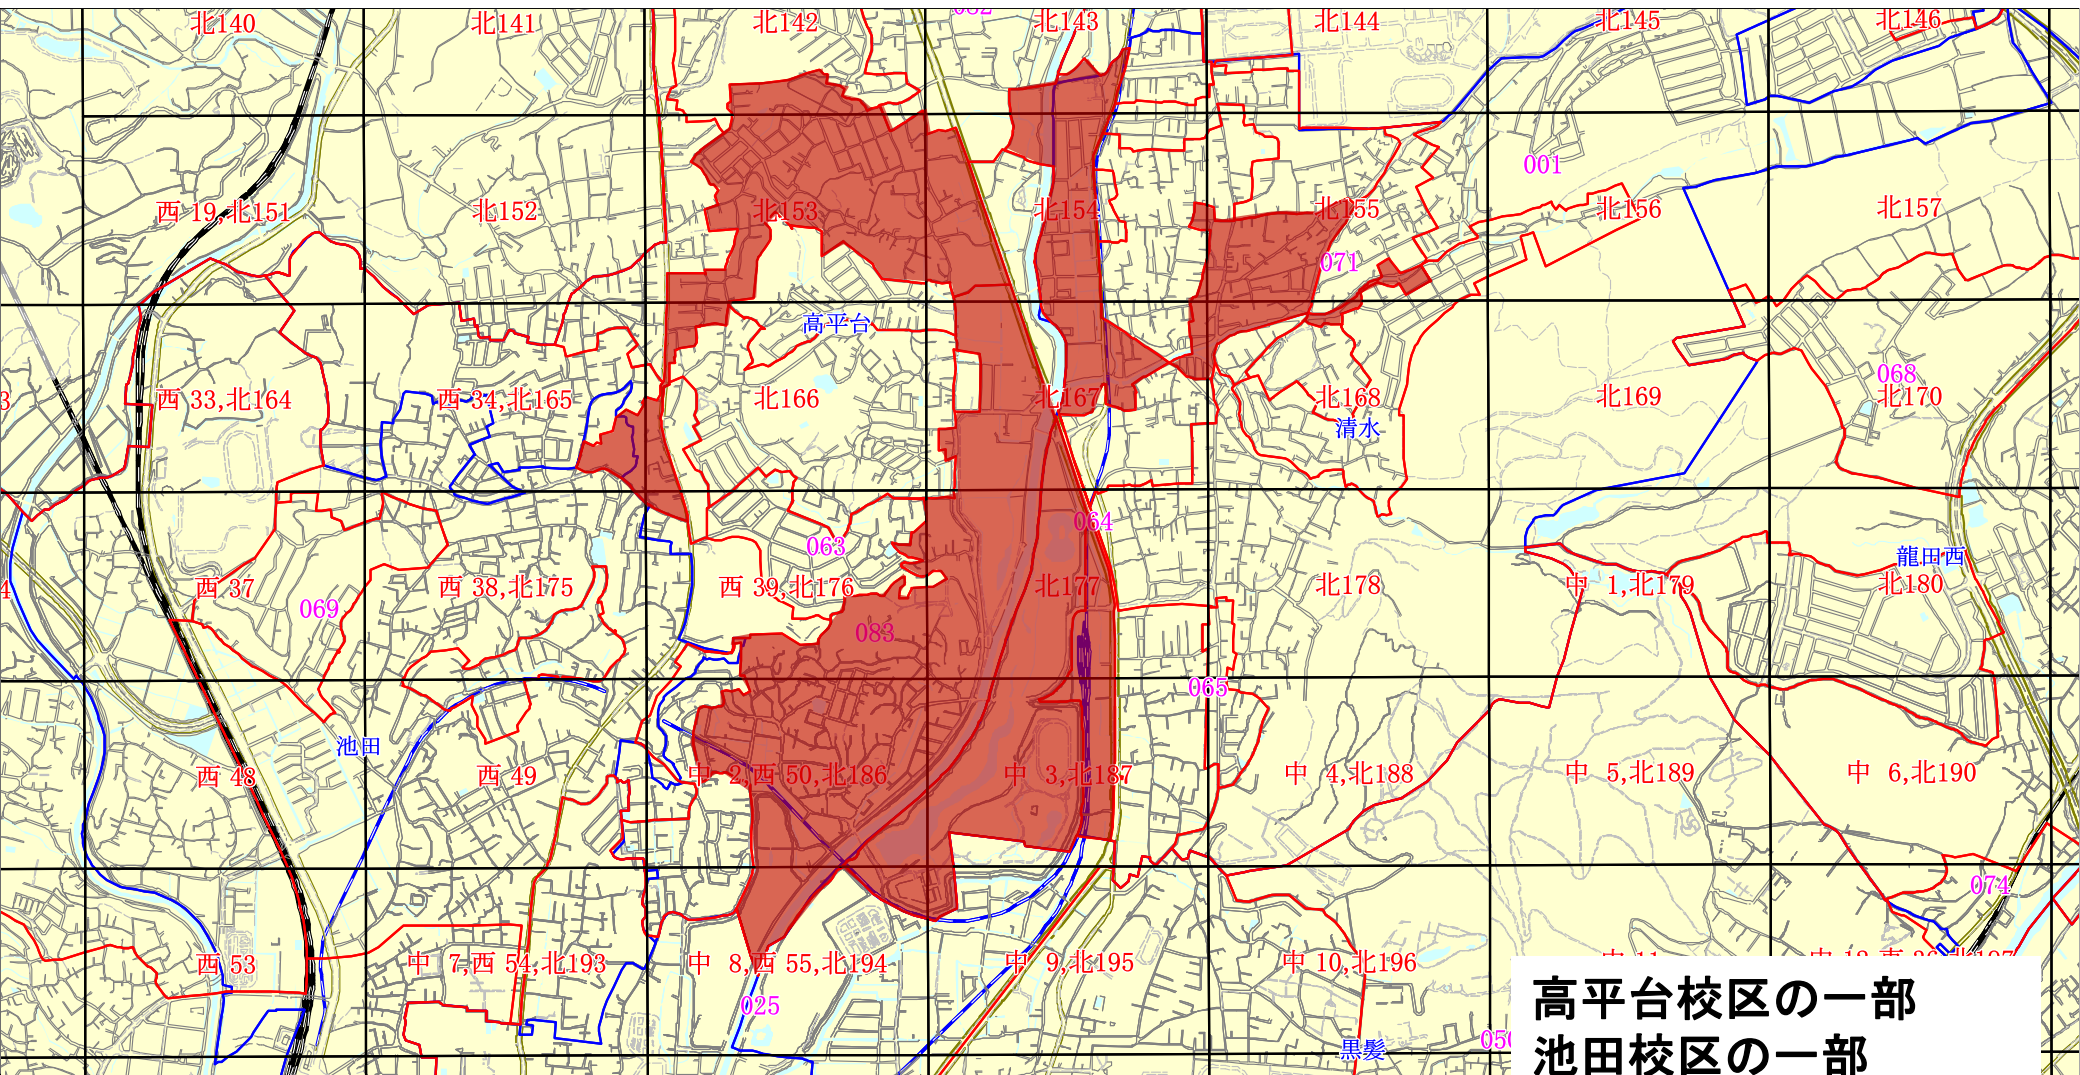 北140
北141
北142
北143
北144
北145
北146
001
西 19,北151
北152
北153
北154
北155
北156
北157
071
高平台
西 33,北164
西 34,北165
北166
北167
北168
北169
068
北170
清水
064
063
龍田西
西 37
069
西 38,北175
西 39,北176
北177
北178
中 1,北179
北180
083
065
池田
西 48
西 49
中 2,西 50,北186
中 3,北187
中 4,北188
中 5,北189
中 6,北190
074
西 53
中 7,西 54,北193
中 8,西 55,北194
中 9,北195
中 10,北196
025
黒髪
高平台校区の一部
池田校区の一部